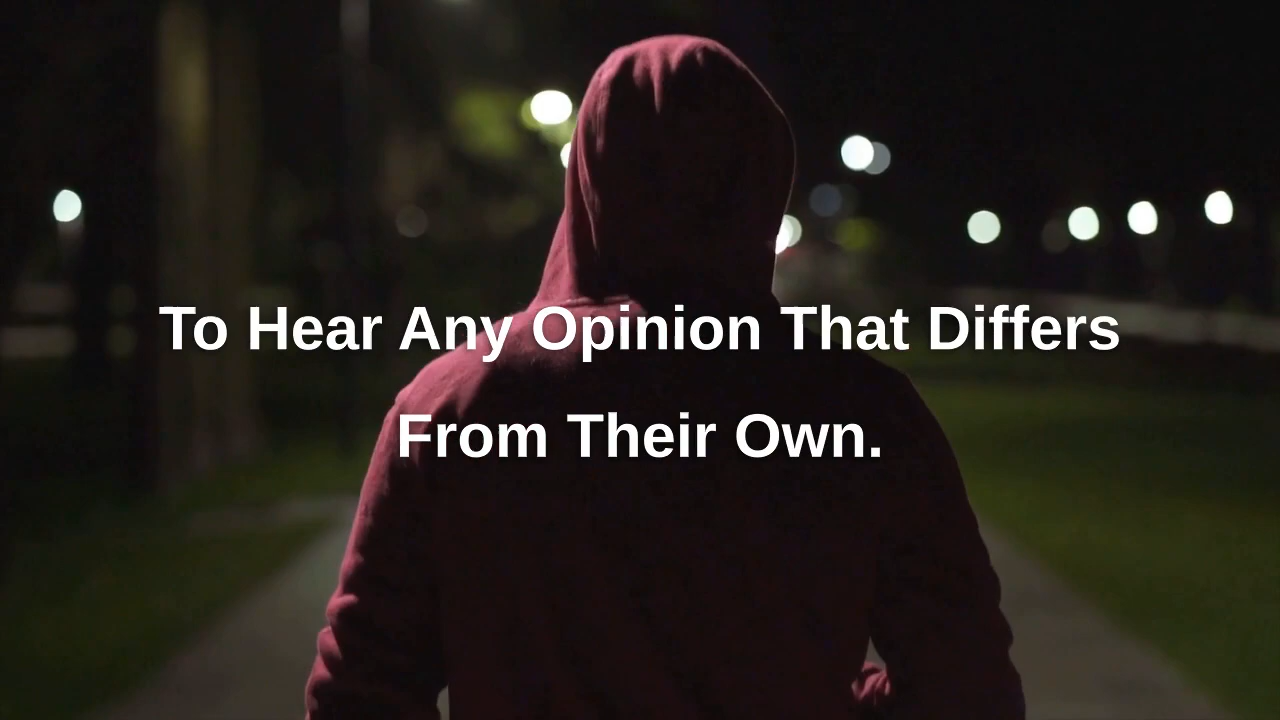 To Hear Any Opinion That Differs
From Their Own.